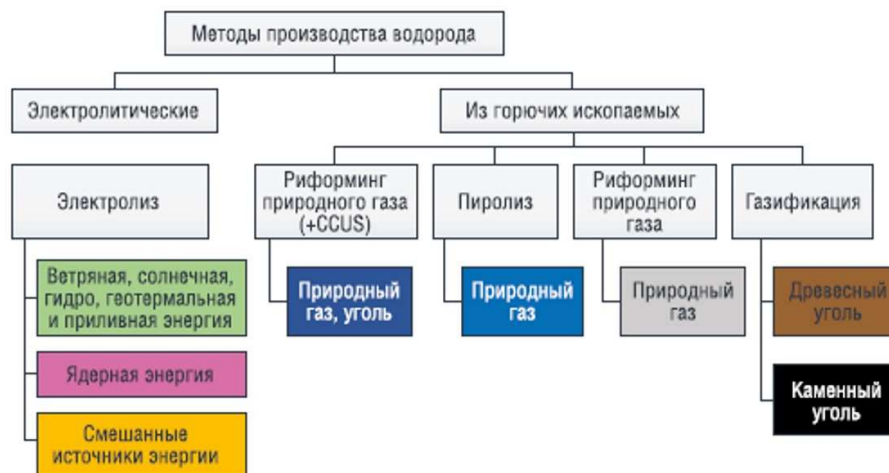 Методы производства водорода
Электролитические
Из горючих ископаемых
Электролиз
Риформинг
природного газа
(+CCUS)
Пиролиз
Риформинг
природного
газа
Газификация
Ветряная, солнечная,
гидро, геотермальная
и приливная энергия
Природный
газ, уголь
Природный
газ
Природный
газ
Древесный
уголь
Ядерная энергия
Каменный
уголь
Смешанные
источники энергии